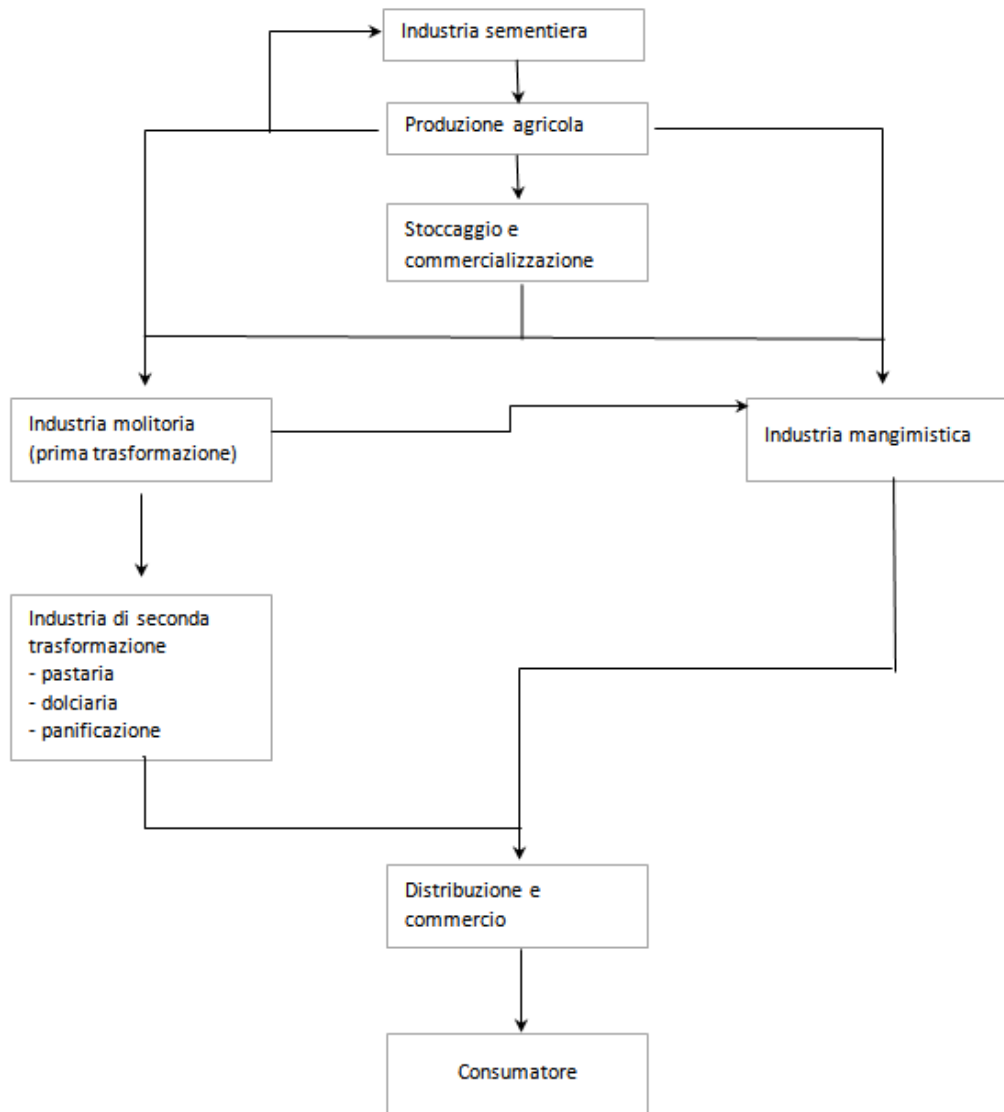 Industria sementiera
Produzione agricola
Stoccaggio e
commercializzazione
Industria molitoria
(prima trasformazione)
Industria mangimistica
Industria di seconda
trasformazione
- pastaria
- dolciaria
- panificazione
Distribuzione e
commercio
Consumatore